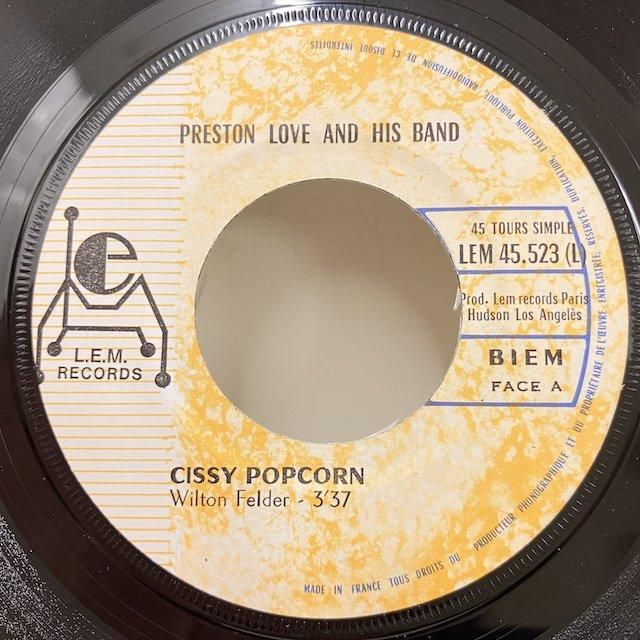 PRESTON LOVE AND HIS BAND
45 TOURS SIMPLE
LEM 45.523 (L)
Prod. Lem records Paris
Hudson Los Angelès
BIEM
FACE A
le
L.E.M.
RECORDS
CISSY POPCORN
Wilton Felder - 3'37
MADE IN FRANCE TOUS DROITS DU PRODUCTEUR PHONOGRAPHIQUE ET DU PROPRIÉTAIRE DE L'ŒUVRE ENREGISTRÉE, RÉSERVÉS, DUPLICATION, EXÉCUTION PUBLIQUE, RADIODIFFUSION DE CE DISQUE INTERDITES